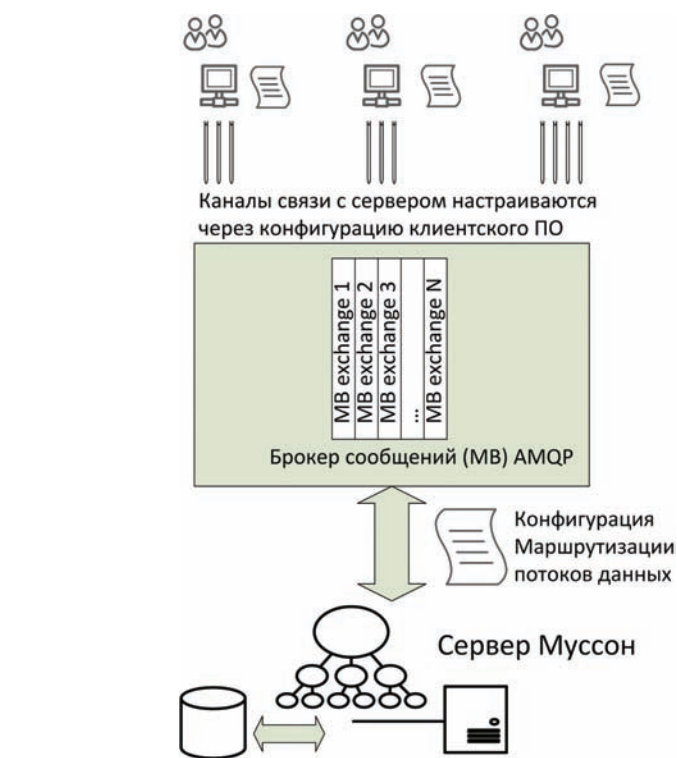 Каналы связи с сервером настраиваются
через конфигурацию клиентского ПО
MB exchange 1
MB exchange 2
MB exchange 3
...
MB exchange N
Брокер сообщений (MB) AMQP
Конфигурация
Маршрутизации
потоков данных
Сервер Муссон